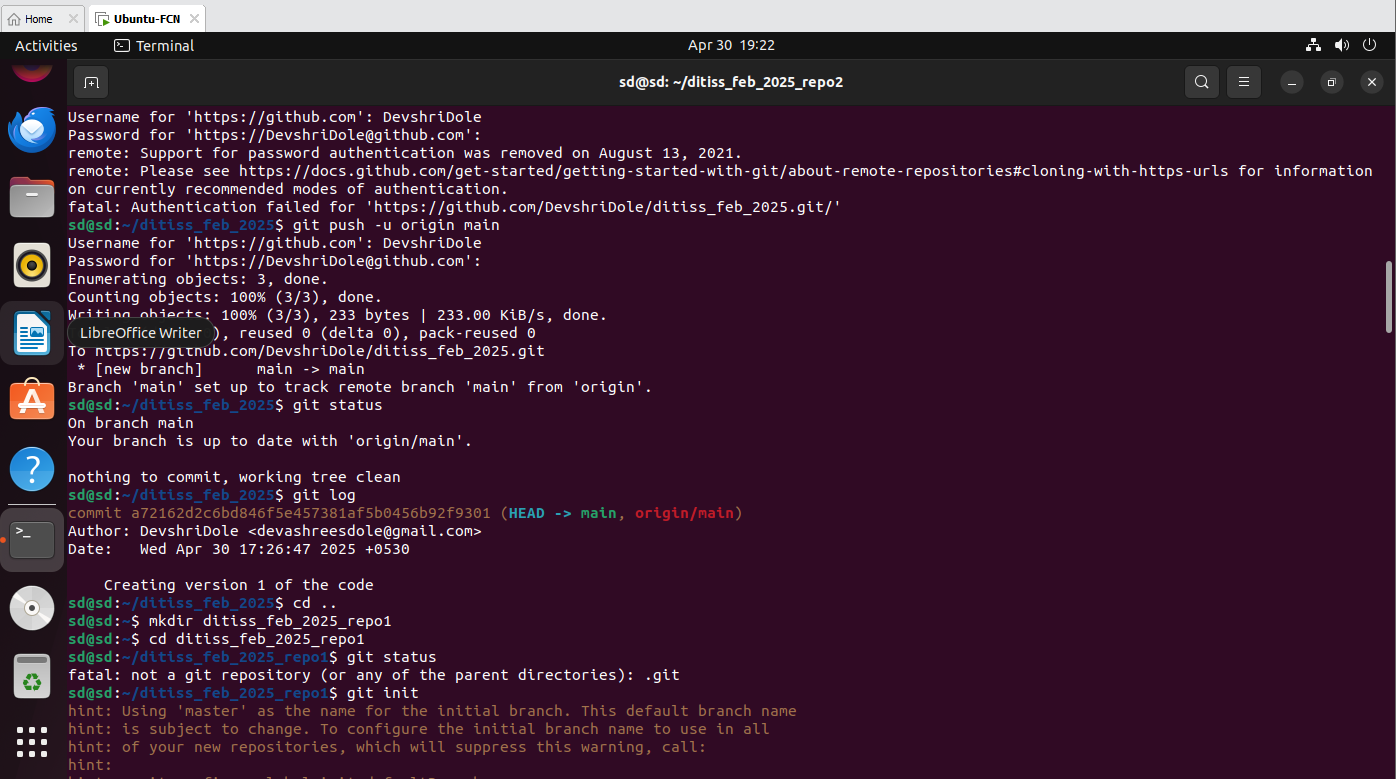 Home
Ubuntu-FCN
Activities
Terminal
Apr 30 19:22
sd@sd: ~/ditiss_feb_2025_repo2
Username for 'https://github.com': DevshriDole
Password for 'https://DevshriDole@github.com':
remote: Support for password authentication was removed on August 13, 2021.
remote: Please see https://docs.github.com/get-started/getting-started-with-git/about-remote-repositories#cloning-with-https-urls for information
on currently recommended modes of authentication.
fatal: Authentication failed for 'https://github.com/DevshriDole/ditiss_feb_2025.git/'
sd@sd:~/ditiss_feb_2025$ git push -u origin main
Username for 'https://github.com': DevshriDole
Password for 'https://DevshriDole@github.com':
Enumerating objects: 3, done.
Counting objects: 100% (3/3), done.
Writing objects: 100% (3/3), 233 bytes | 233.00 KiB/s, done.
LibreOffice Writer
), reused 0 (delta 0), pack-reused 0
To https://github.com/DevshriDole/ditiss_feb_2025.git
* [new branch]      main -> main
Branch 'main' set up to track remote branch 'main' from 'origin'.
sd@sd:~/ditiss_feb_2025$ git status
On branch main
Your branch is up to date with 'origin/main'.
nothing to commit, working tree clean
sd@sd:~/ditiss_feb_2025$ git log
commit a72162d2c6bd846f5e457381af5b0456b92f9301 (HEAD -> main, origin/main)
Author: DevshriDole <devashreesdole@gmail.com>
Date:   Wed Apr 30 17:26:47 2025 +0530
Creating version 1 of the code
sd@sd:~/ditiss_feb_2025$ cd ..
sd@sd:~$ mkdir ditiss_feb_2025_repo1
sd@sd:~$ cd ditiss_feb_2025_repo1
sd@sd:~/ditiss_feb_2025_repo1$ git status
fatal: not a git repository (or any of the parent directories): .git
sd@sd:~/ditiss_feb_2025_repo1$ git init
hint: Using 'master' as the name for the initial branch. This default branch name
hint: is subject to change. To configure the initial branch name to use in all
hint: of your new repositories, which will suppress this warning, call:
hint: